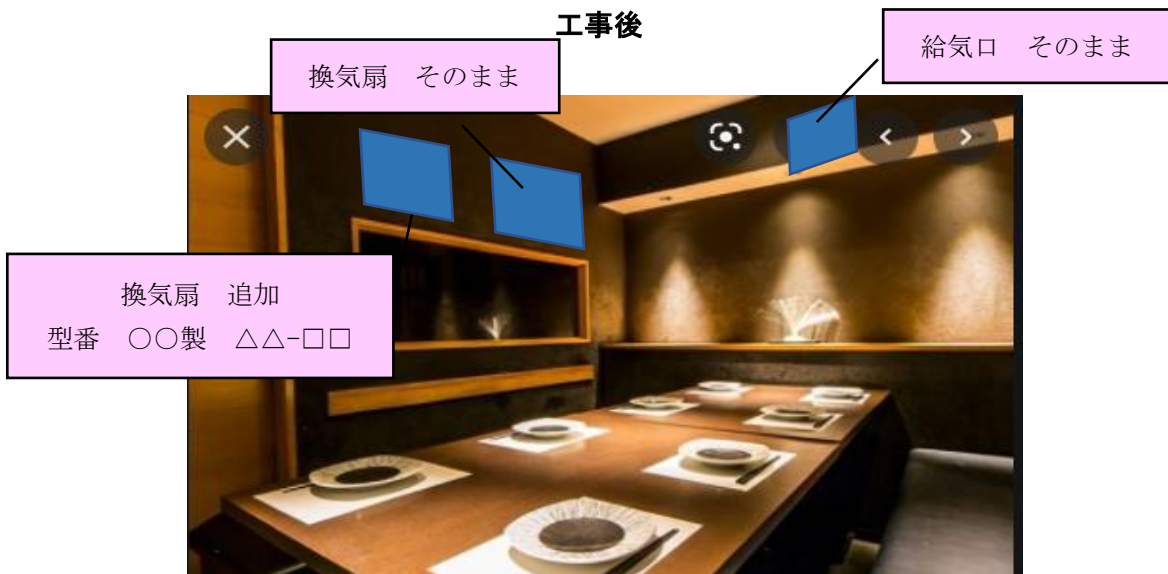 工事後
換気扇　そのまま
給気口　そのまま
換気扇　追加
型番　○○製　△△-□□